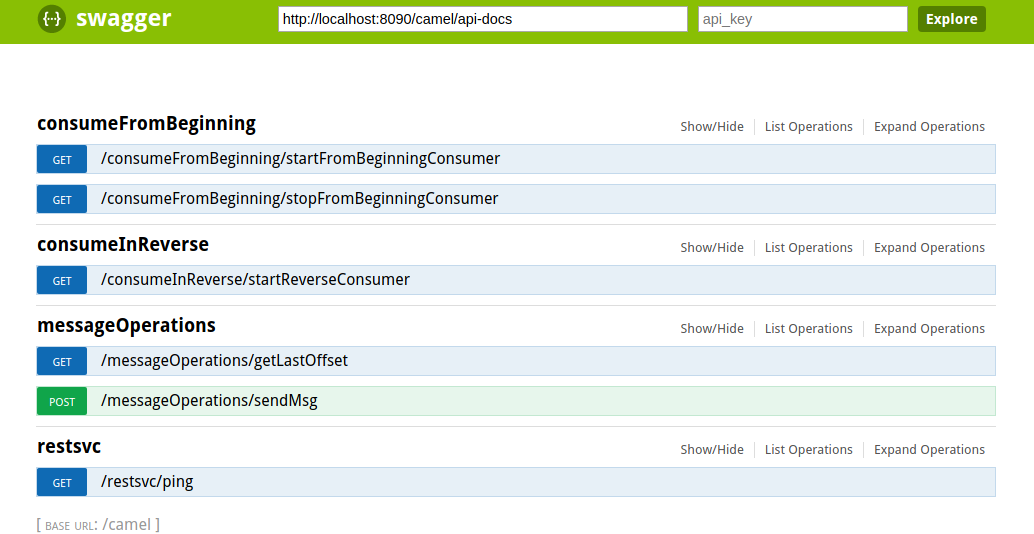 {··} swagger http://localhost:8090/camel/api-docs api_key Explore
consumeFromBeginning Show/Hide List Operations Expand Operations
GET /consumeFromBeginning/startFromBeginningConsumer
GET /consumeFromBeginning/stopFromBeginningConsumer
consumeInReverse Show/Hide List Operations Expand Operations
GET /consumeInReverse/startReverseConsumer
messageOperations Show/Hide List Operations Expand Operations
GET /messageOperations/getLastOffset
POST /messageOperations/sendMsg
restsvc Show/Hide List Operations Expand Operations
GET /restsvc/ping
[ BASE URL: /camel ]